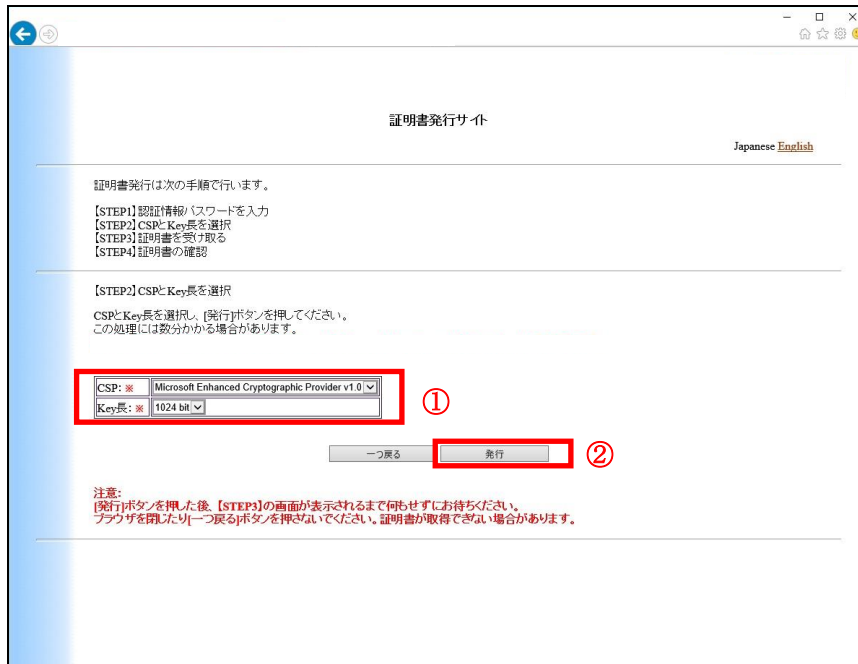 証明書発行サイト
Japanese English
証明書発行は次の手順で行います。
【STEP1】認証情報パスワードを入力
【STEP2】CSPとKey長を選択
【STEP3】証明書を受け取る
【STEP4】証明書の確認
【STEP2】CSPとKey長を選択
CSPとKey長を選択し、[発行]ボタンを押してください。
この処理には数分かかる場合があります。
CSP: ※ Microsoft Enhanced Cryptographic Provider v1.0
Key長: ※ 1024 bit
①
一つ戻る 発行 ②
注意:
[発行]ボタンを押した後、【STEP3】の画面が表示されるまで何もせずにお待ちください。
ブラウザを閉じたり[一つ戻る]ボタンを押さないでください。証明書が取得できない場合があります。